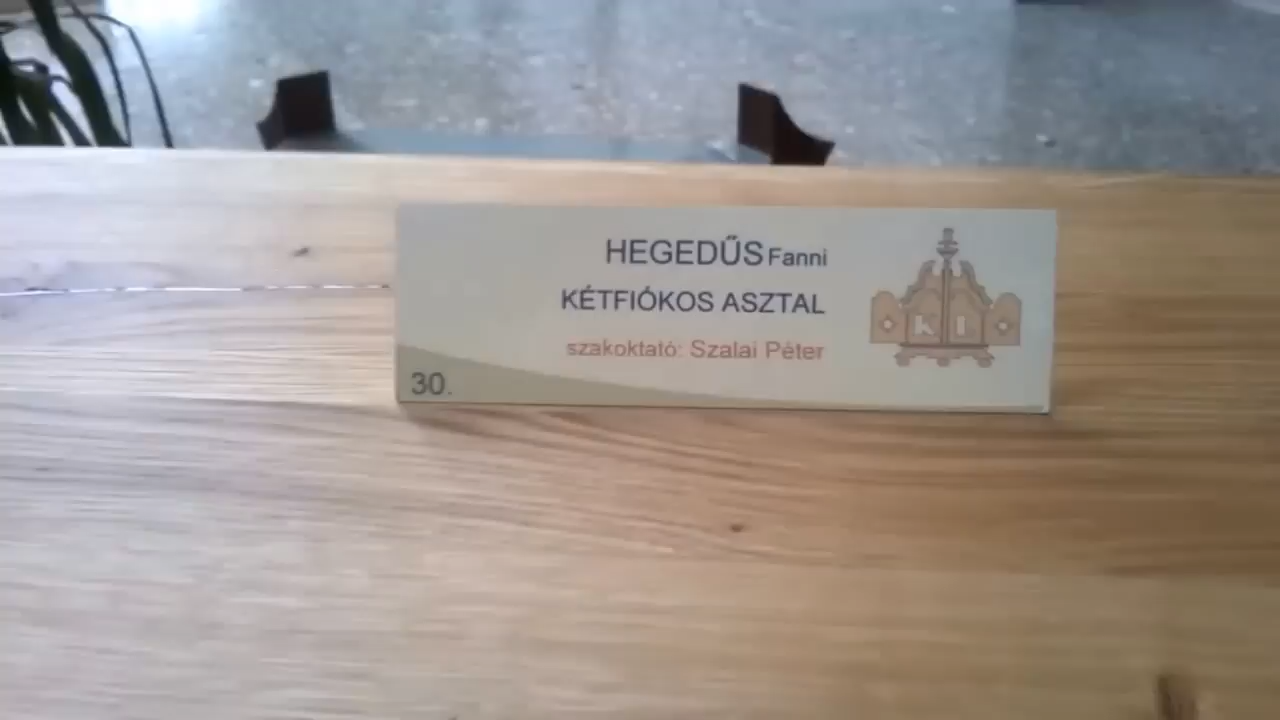 HEGEDŰS Fanni
KÉTFIÓKOS ASZTAL
szakoktató: Szalai Péter
30.
k l